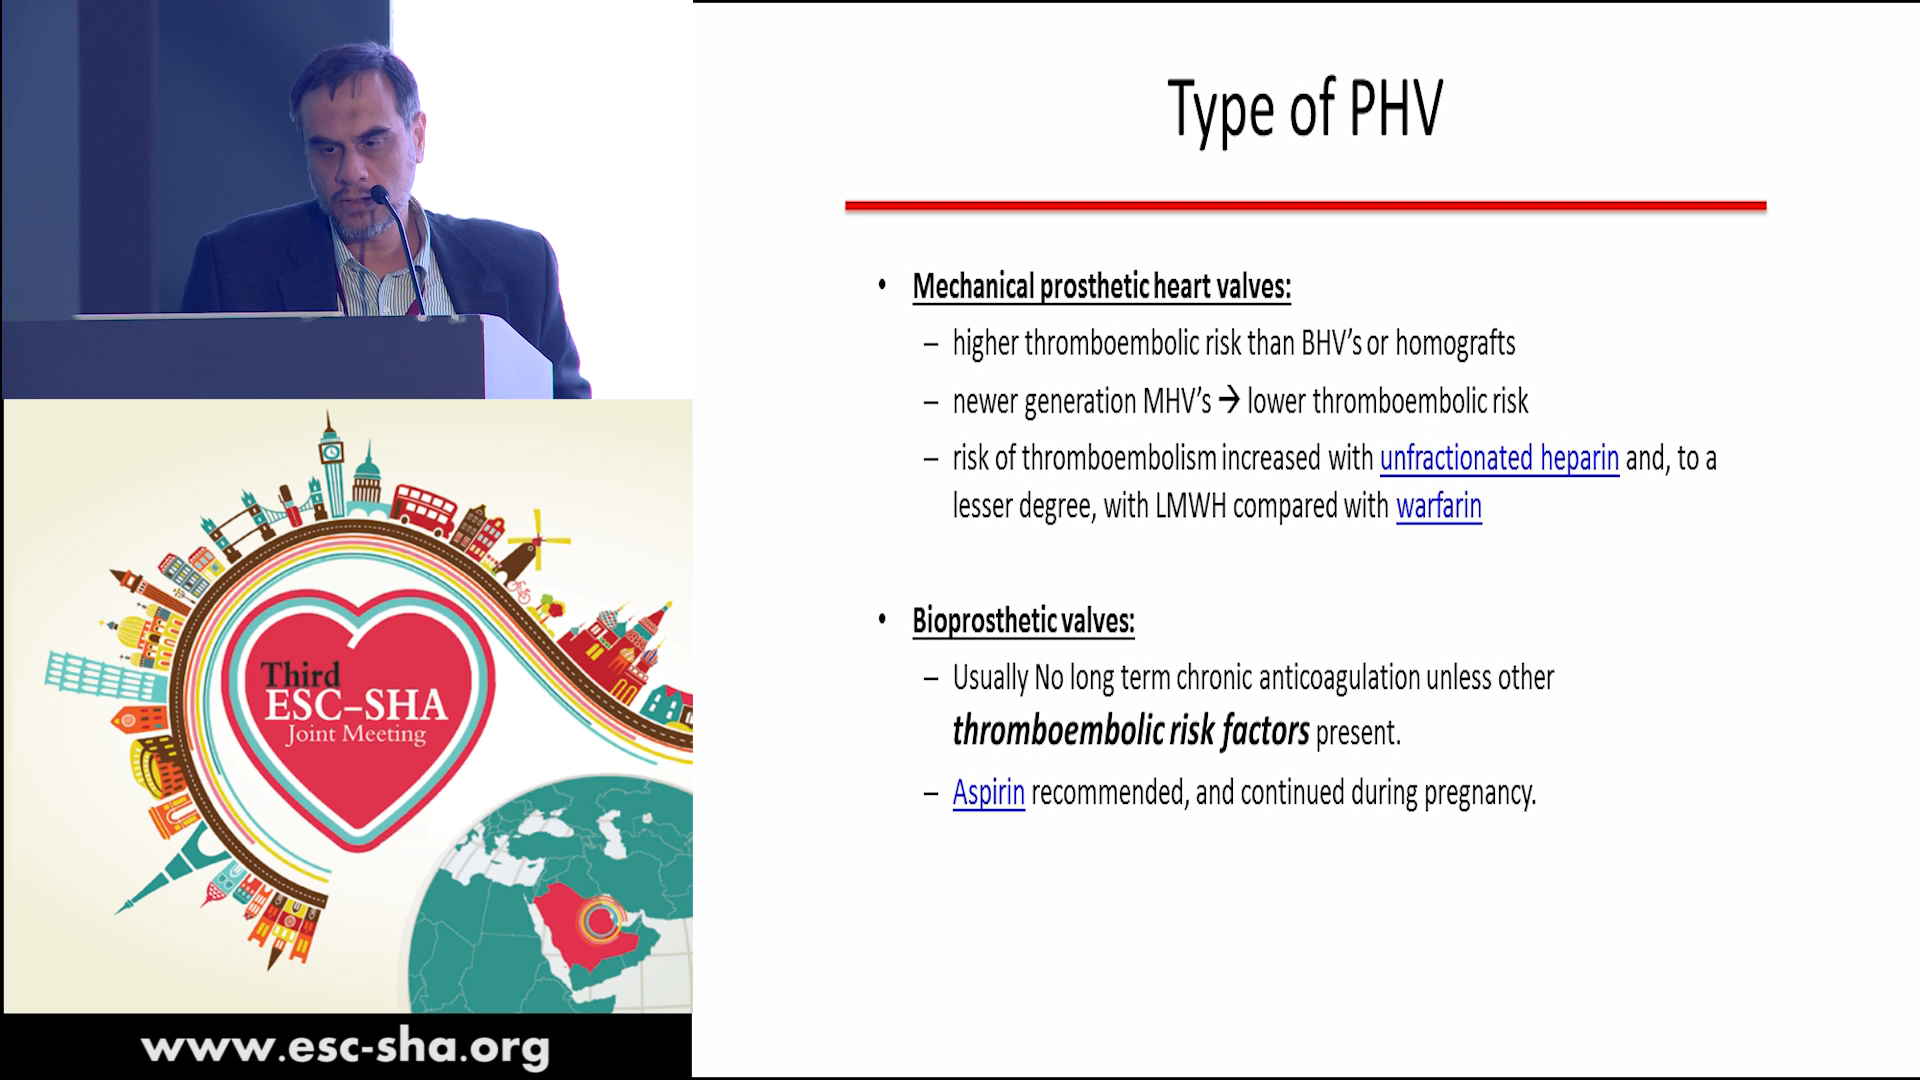 Type of PHV
• Mechanical prosthetic heart valves:
– higher thromboembolic risk than BHV’s or homografts
– newer generation MHV’s → lower thromboembolic risk
– risk of thromboembolism increased with unfractionated heparin and, to a
lesser degree, with LMWH compared with warfarin
• Bioprosthetic valves:
– Usually No long term chronic anticoagulation unless other
thromboembolic risk factors present.
– Aspirin recommended, and continued during pregnancy.
Third
ESC–SHA
Joint Meeting
www.esc-sha.org